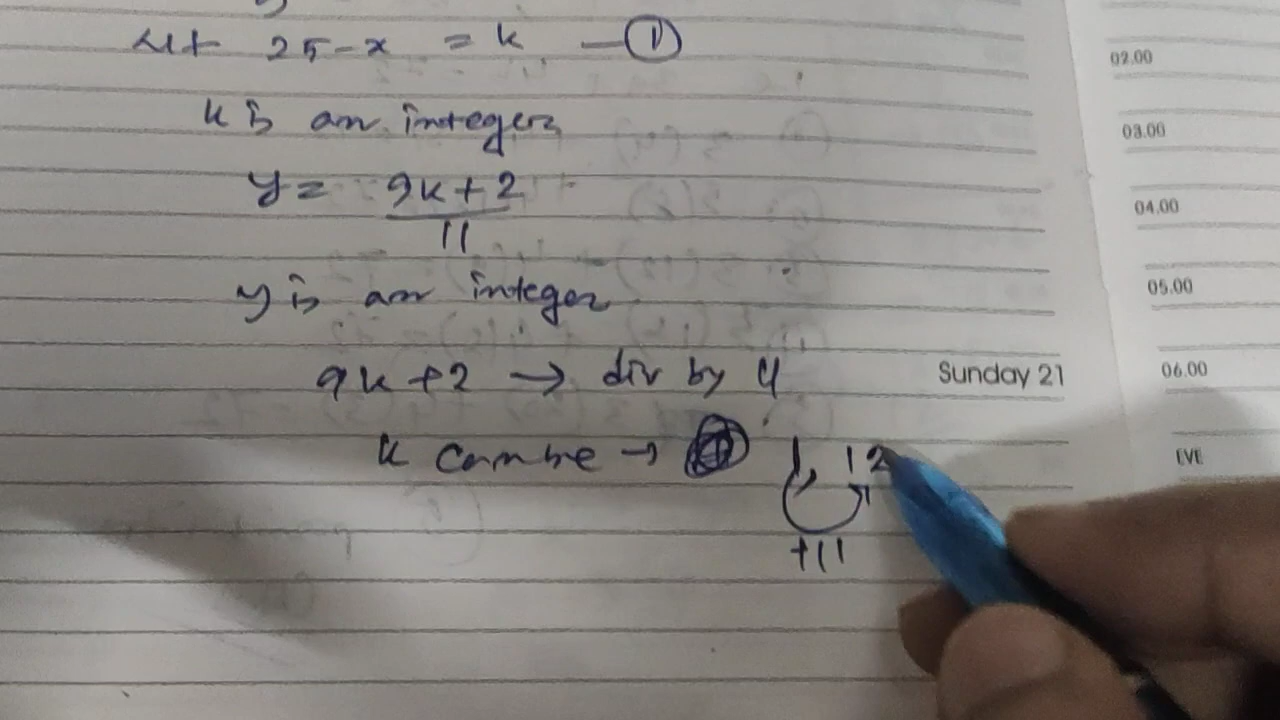 Let 25-x = k — ①
02.00
k is an integer
03.00
y = 9k+2
11
04.00
y is an integer
05.00
9k+2 → div by 11
Sunday 21
06.00
k can be → 1, 12
EVE
+11